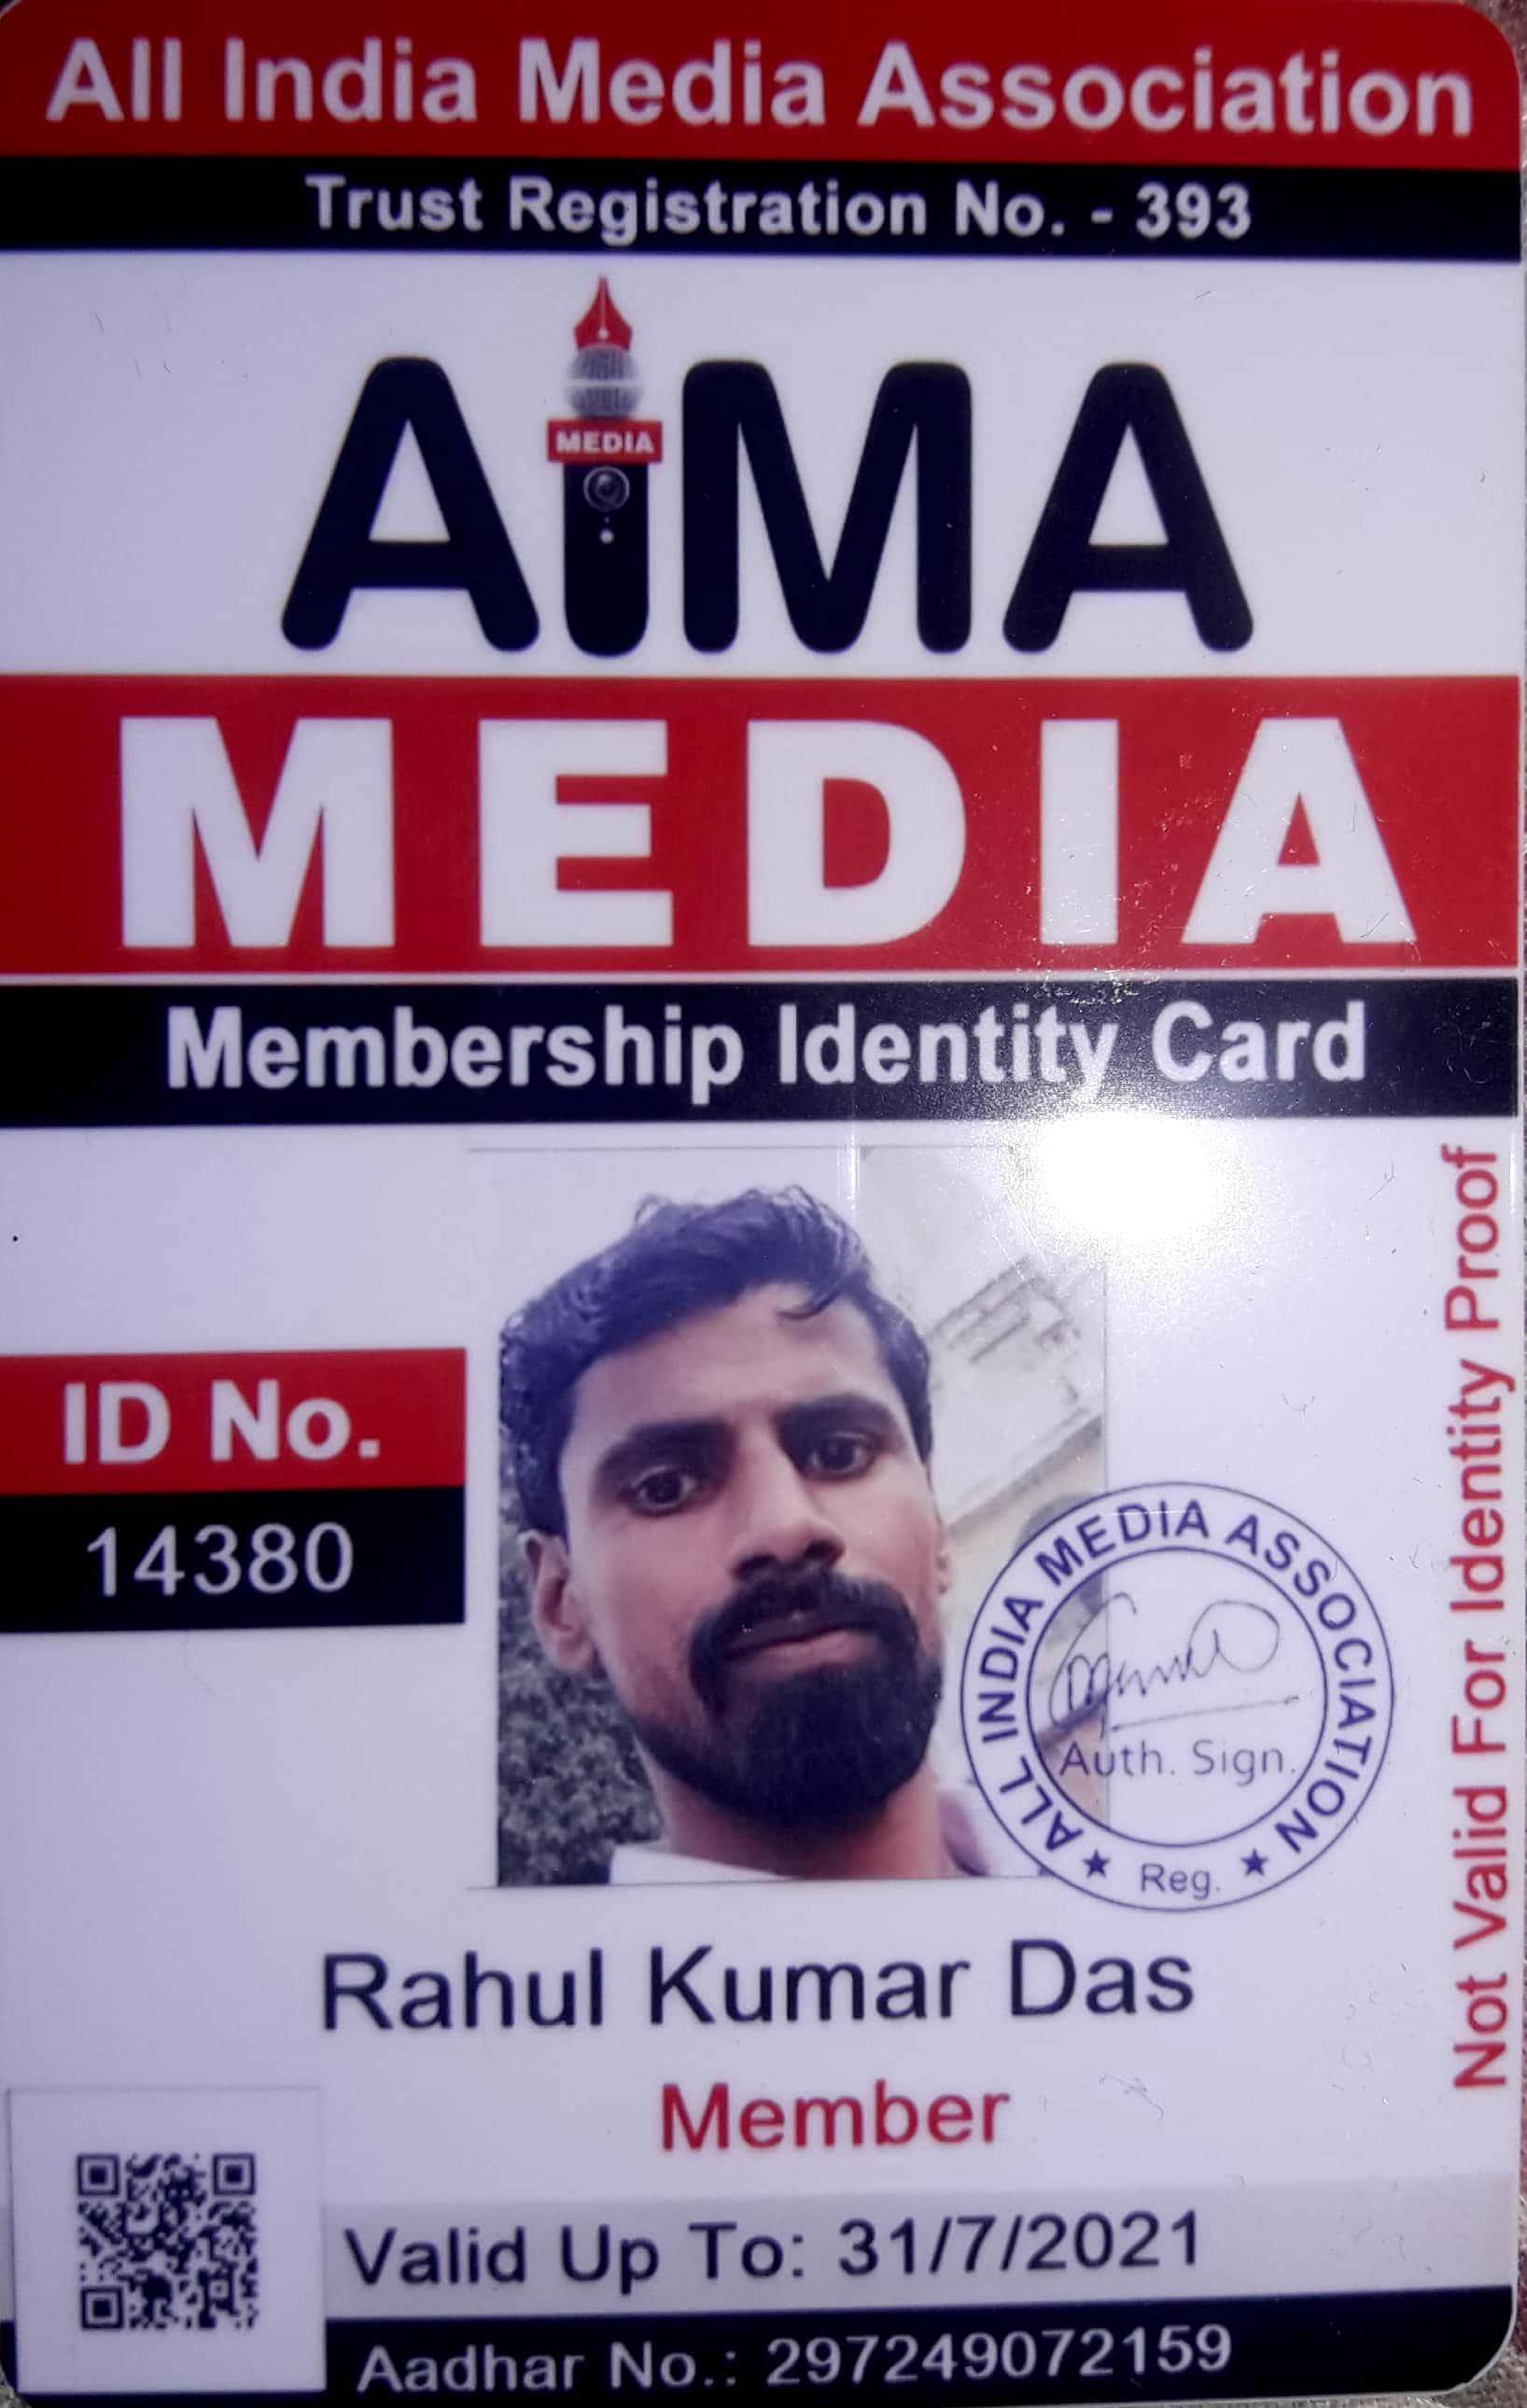 All India Media Association
Trust Registration No. - 393
AiMA
MEDIA
MEDIA
Membership Identity Card
ID No.
14380
Not Valid For Identity Proof
ALL INDIA MEDIA ASSOCIATION
Auth. Sign.
★ Reg. ★
Rahul Kumar Das
Member
Valid Up To: 31/7/2021
Aadhar No.: 297249072159